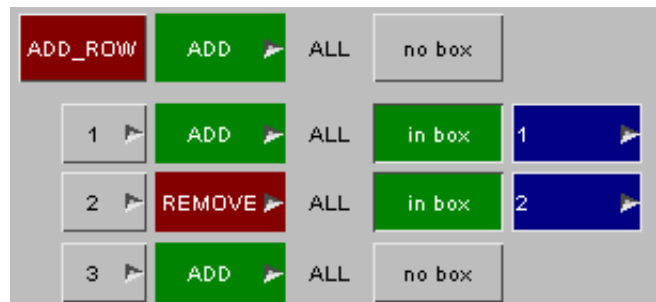 ADD_ROW ADD ALL no box
1 ADD ALL in box 1
2 REMOVE ALL in box 2
3 ADD ALL no box